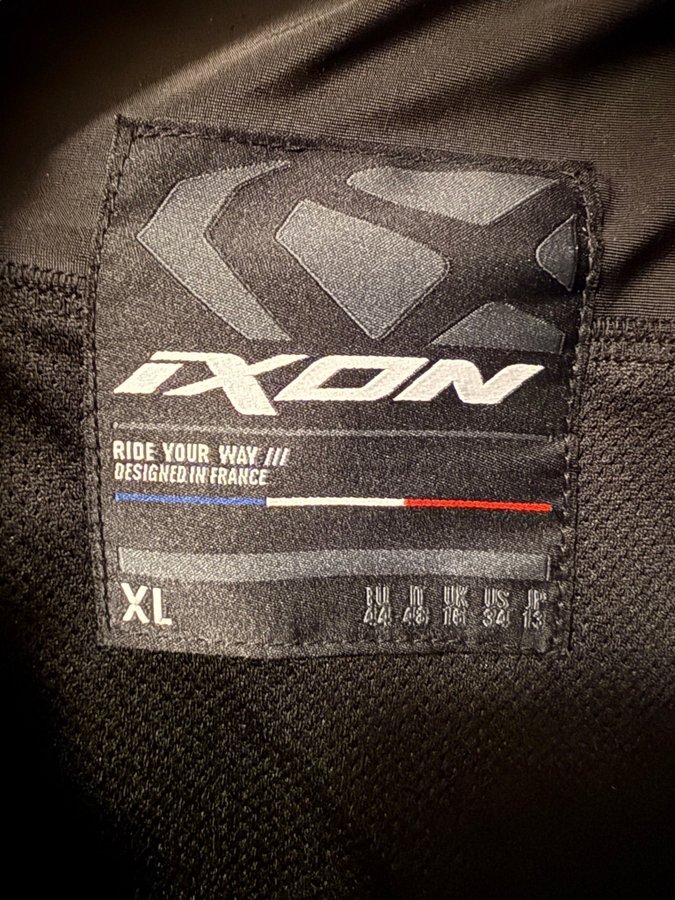 iXON
RIDE YOUR WAY ///
DESIGNED IN FRANCE
XL
EU IT UK US JP
44 48 16 34 13